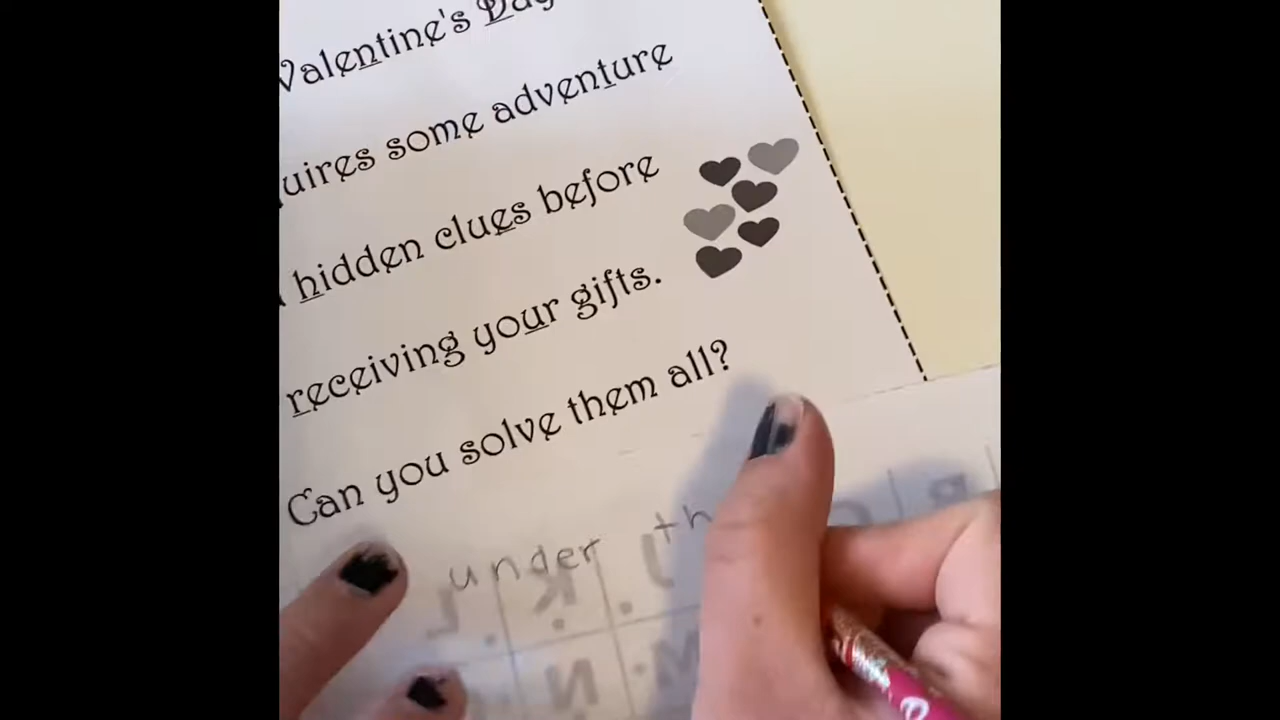 Valentine's Day
uires some adventure
hidden clues before
receiving your gifts.
Can you solve them all?
under th